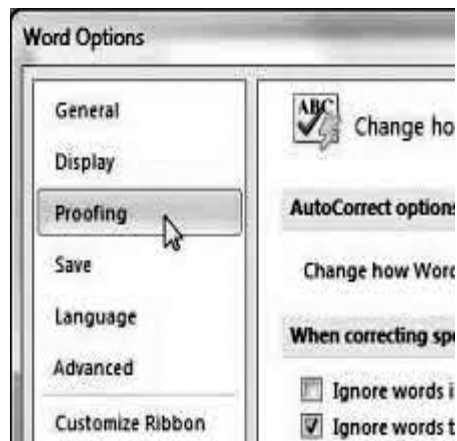 Word Options
General
Display
Proofing
Save
Language
Advanced
Customize Ribbon
ABC
Change ho
AutoCorrect options
Change how Word
When correcting spe
Ignore words i
Ignore words t